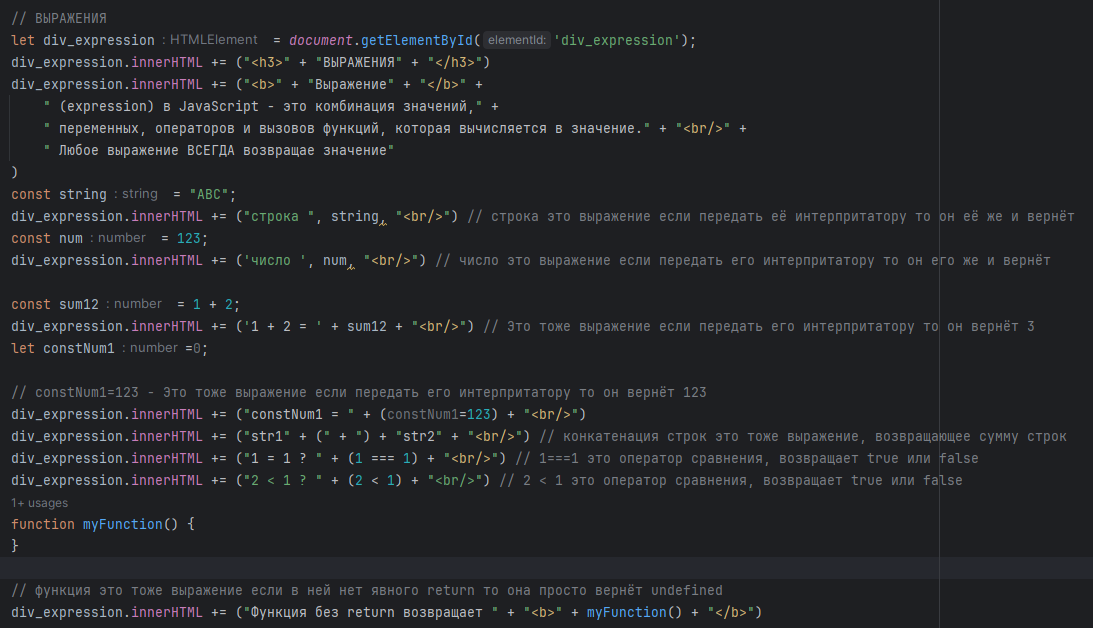 // ВЫРАЖЕНИЯ
let div_expression : HTMLElement = document.getElementById( elementId: 'div_expression');
div_expression.innerHTML += ("<h3>" + "ВЫРАЖЕНИЯ" + "</h3>")
div_expression.innerHTML += ("<b>" + "Выражение" + "</b>" +
" (expression) в JavaScript - это комбинация значений," +
" переменных, операторов и вызовов функций, которая вычисляется в значение." + "<br/>" +
" Любое выражение ВСЕГДА возвращае значение"
)
const string : string = "ABC";
div_expression.innerHTML += ("строка ", string, "<br/>") // строка это выражение если передать её интерпритатору то он её же и вернёт
const num : number = 123;
div_expression.innerHTML += ('число ', num, "<br/>") // число это выражение если передать его интерпритатору то он его же и вернёт
const sum12 : number = 1 + 2;
div_expression.innerHTML += ('1 + 2 = ' + sum12 + "<br/>") // Это тоже выражение если передать его интерпритатору то он вернёт 3
let constNum1 : number =0;
// constNum1=123 - Это тоже выражение если передать его интерпритатору то он вернёт 123
div_expression.innerHTML += ("constNum1 = " + (constNum1=123) + "<br/>")
div_expression.innerHTML += ("str1" + (" + ") + "str2" + "<br/>") // конкатенация строк это тоже выражение, возвращающее сумму строк
div_expression.innerHTML += ("1 = 1 ? " + (1 === 1) + "<br/>") // 1===1 это оператор сравнения, возвращает true или false
div_expression.innerHTML += ("2 < 1 ? " + (2 < 1) + "<br/>") // 2 < 1 это оператор сравнения, возвращает true или false
1+ usages
function myFunction() {
}
// функция это тоже выражение если в ней нет явного return то она просто вернёт undefined
div_expression.innerHTML += ("Функция без return возвращает " + "<b>" + myFunction() + "</b>")